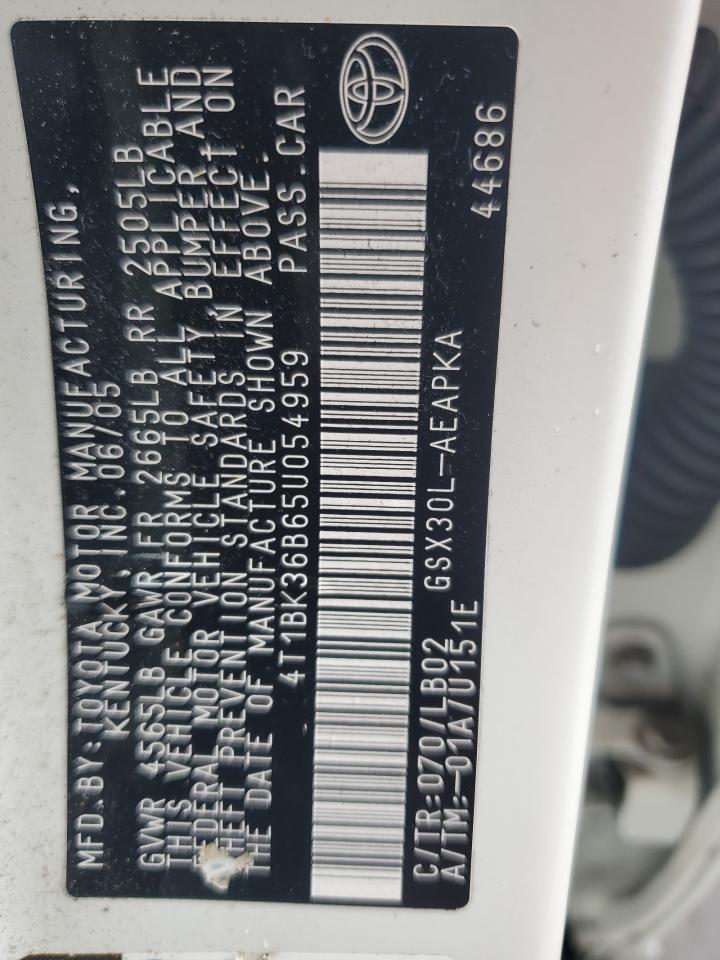 MFD.BY:TOYOTA MOTOR MANUFACTURING,
KENTUCKY, INC. 06/05
GVWR 4565LB GAWR FR 2665LB RR 2505LB
THIS VEHICLE CONFORMS TO ALL APPLICABLE
FEDERAL MOTOR VEHICLE SAFETY, BUMPER AND
THEFT PREVENTION STANDARDS IN EFFECT ON
THE DATE OF MANUFACTURE SHOWN ABOVE.
4T1BK36B65U054959 PASS.CAR
C/TR:070/LB02 GSX30L-AEAPKA
A/TM:-01A/U151E
44686